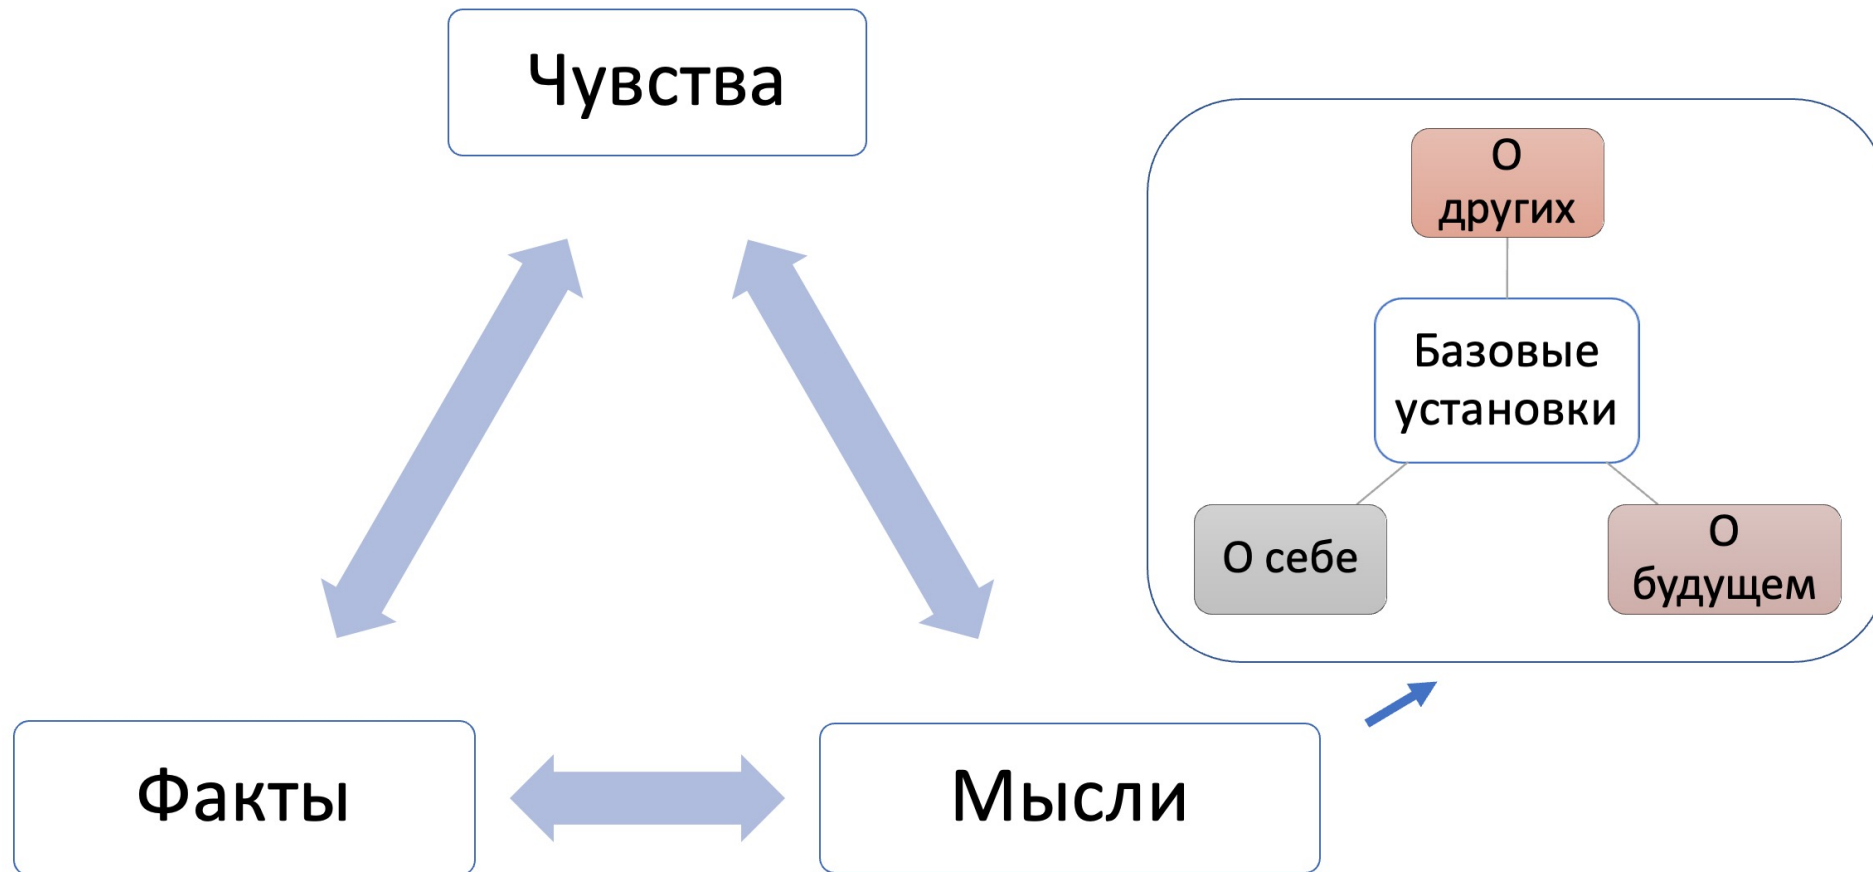 Чувства
О
других
Базовые
установки
О себе
О
будущем
Факты
Мысли